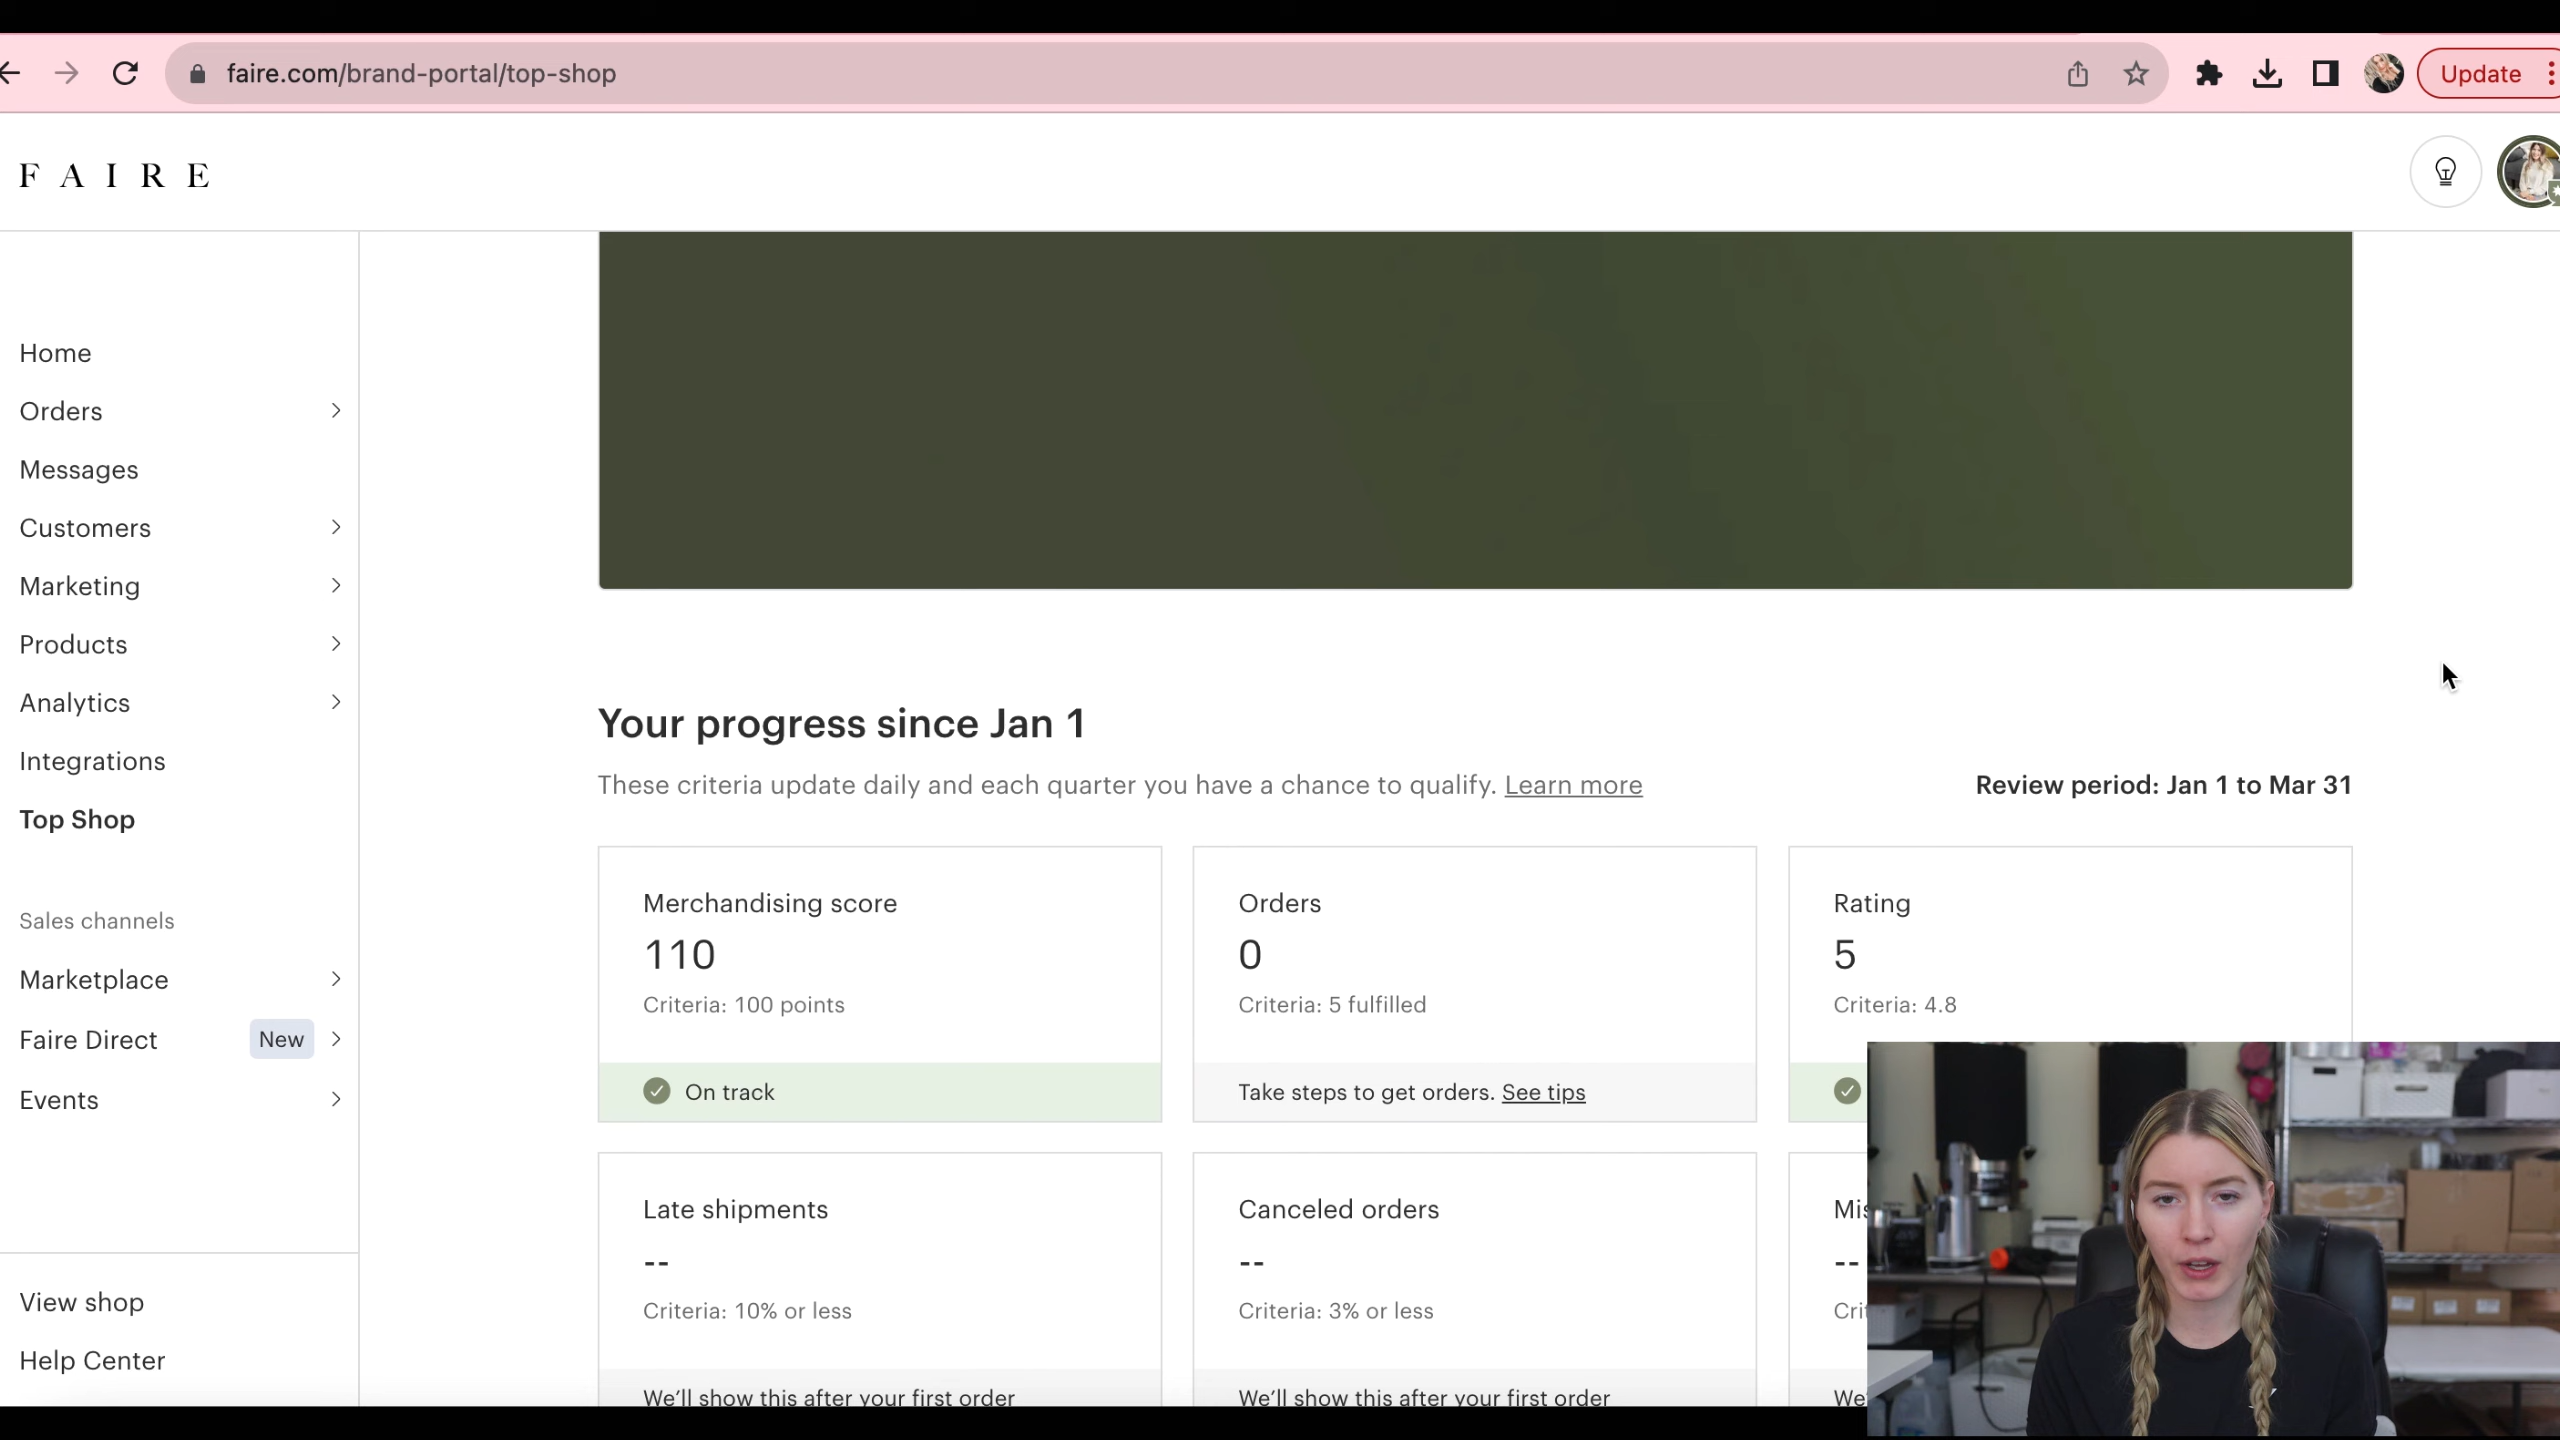 faire.com/brand-portal/top-shop
Update
FAIRE
Home
Orders
Messages
Customers
Marketing
Products
Analytics
Integrations
Top Shop
Sales channels
Marketplace
Faire Direct New
Events
View shop
Help Center
Your progress since Jan 1
These criteria update daily and each quarter you have a chance to qualify. Learn more
Review period: Jan 1 to Mar 31
Merchandising score
110
Criteria: 100 points
On track
Orders
0
Criteria: 5 fulfilled
Take steps to get orders. See tips
Rating
5
Criteria: 4.8
Late shipments
--
Criteria: 10% or less
We'll show this after your first order
Canceled orders
--
Criteria: 3% or less
We'll show this after your first order
--